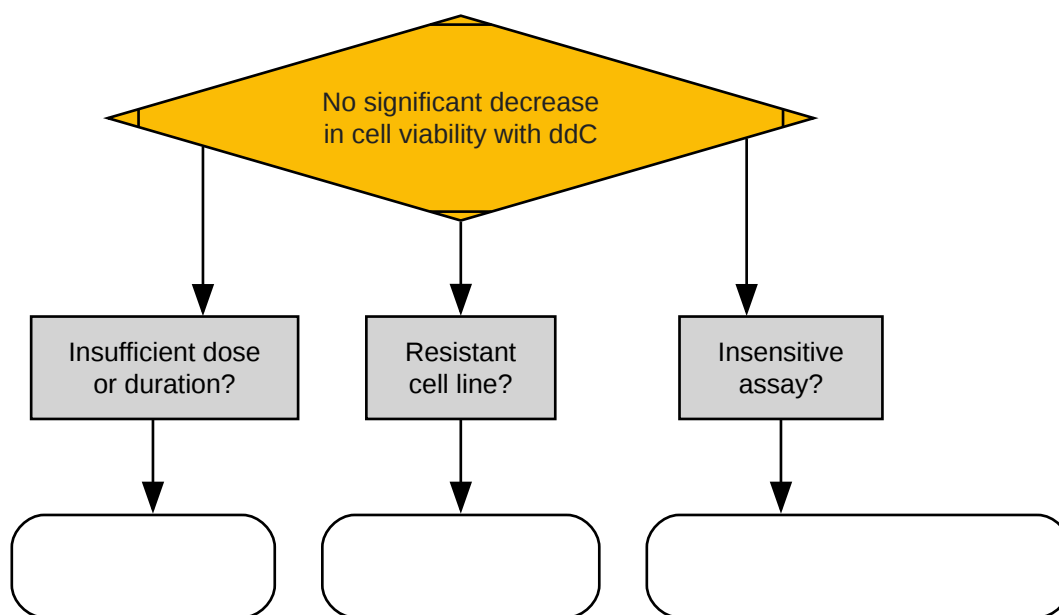 No significant decrease
in cell viability with ddC
Insufficient dose
or duration?
Resistant
cell line?
Insensitive
assay?